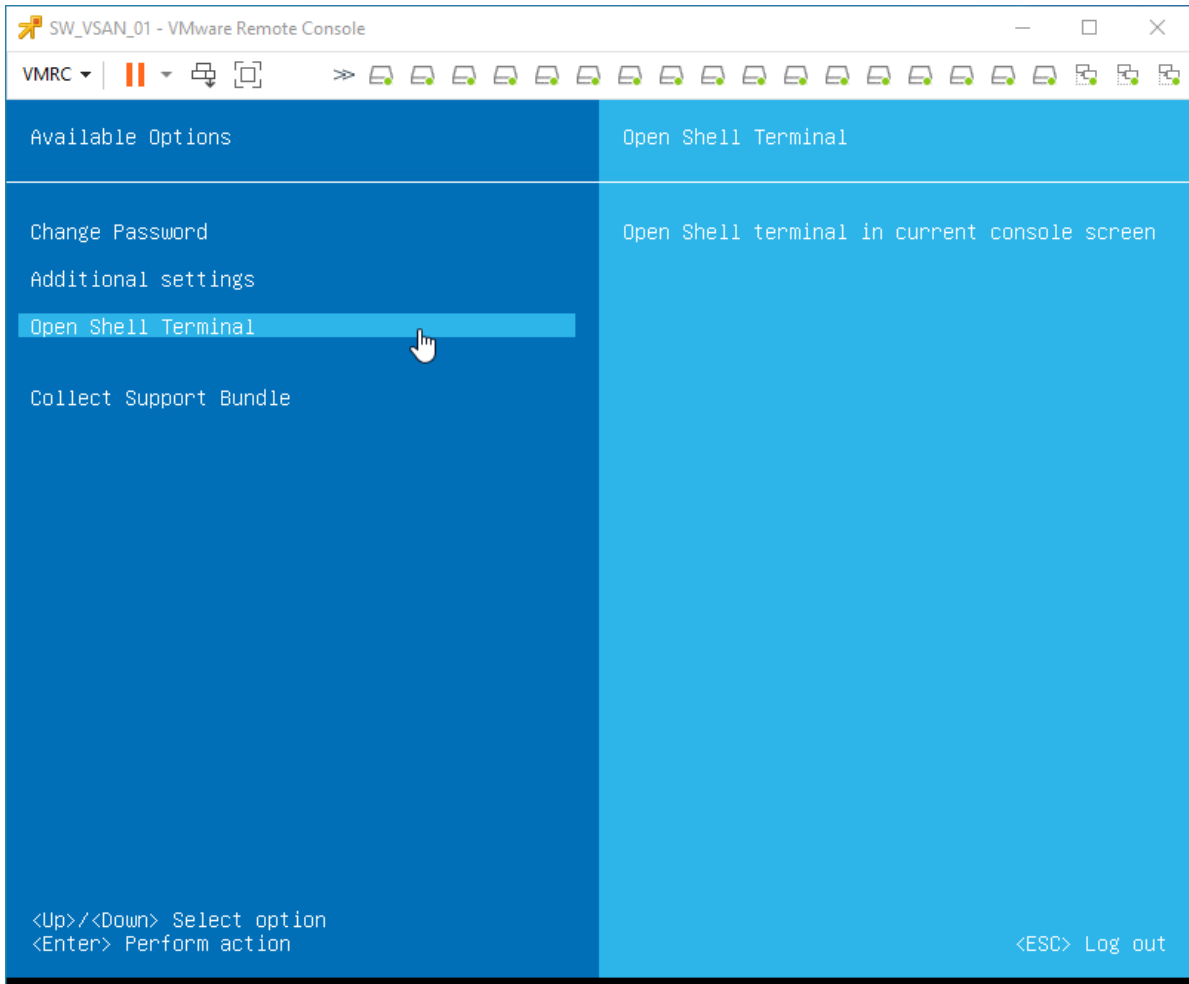 SW_VSAN_01 - VMware Remote Console
VMRC
Available Options
Open Shell Terminal
Change Password
Open Shell terminal in current console screen
Additional settings
Open Shell Terminal
Collect Support Bundle
<Up>/<Down> Select option
<Enter> Perform action
<ESC> Log out